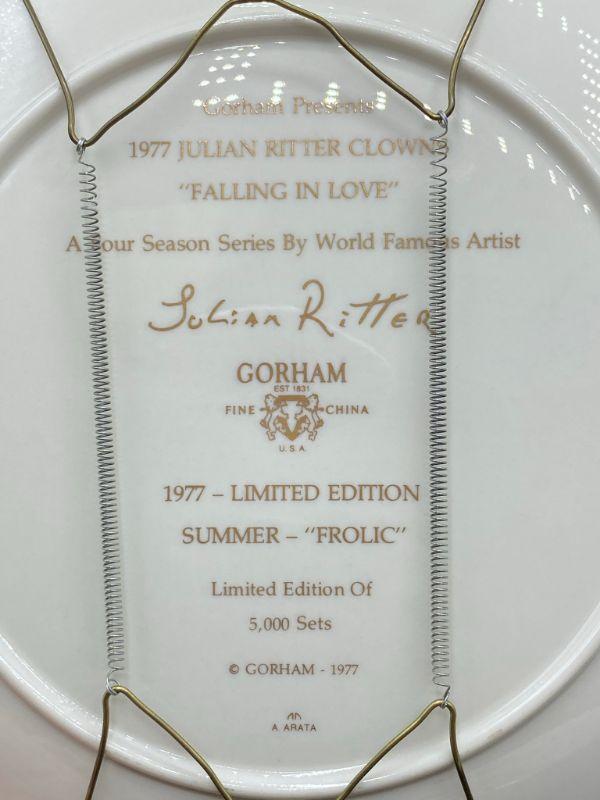 Gorham Presents
1977 JULIAN RITTER CLOWNS
"FALLING IN LOVE"
A Four Season Series By World Famous Artist
Julian Ritter
GORHAM
EST 1831
FINE CHINA
U.S.A.
1977 – LIMITED EDITION
SUMMER – "FROLIC"
Limited Edition Of
5,000 Sets
© GORHAM - 1977
A. ARATA